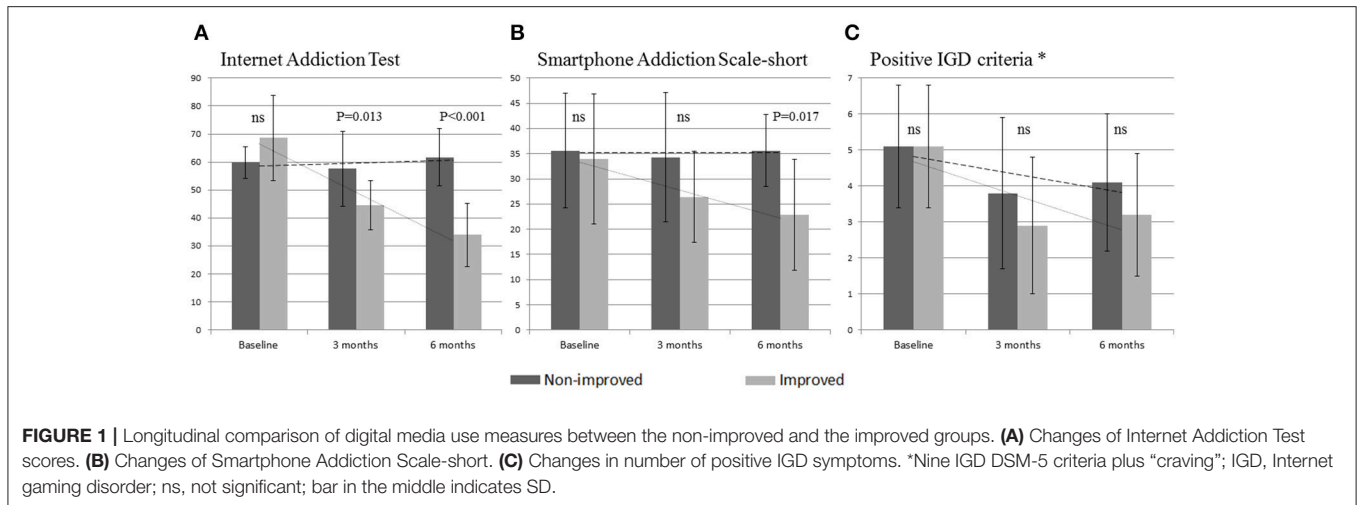 A
Internet Addiction Test
90
80
70
60
50
40
30
20
10
0
ns
P=0.013
P<0.001
Baseline
3 months
6 months
B
Smartphone Addiction Scale-short
50
45
40
35
30
25
20
15
10
5
0
ns
ns
P=0.017
Baseline
3 months
6 months
C
Positive IGD criteria *
7
6
5
4
3
2
1
0
ns
ns
ns
Baseline
3 months
6 months
Non-improved
Improved
FIGURE 1 | Longitudinal comparison of digital media use measures between the non-improved and the improved groups. (A) Changes of Internet Addiction Test
scores. (B) Changes of Smartphone Addiction Scale-short. (C) Changes in number of positive IGD symptoms. *Nine IGD DSM-5 criteria plus “craving”; IGD, Internet
gaming disorder; ns, not significant; bar in the middle indicates SD.